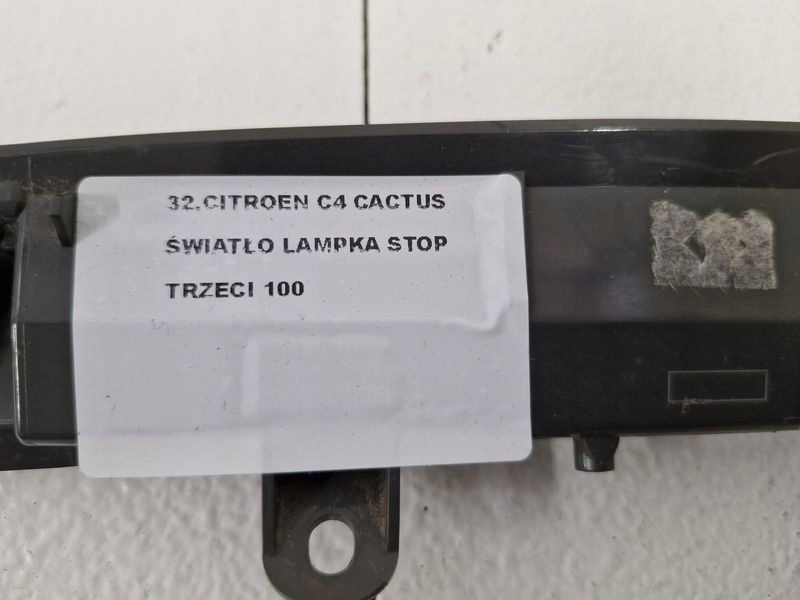 32.CITROEN C4 CACTUS
ŚWIATŁO LAMPKA STOP
TRZECI 100